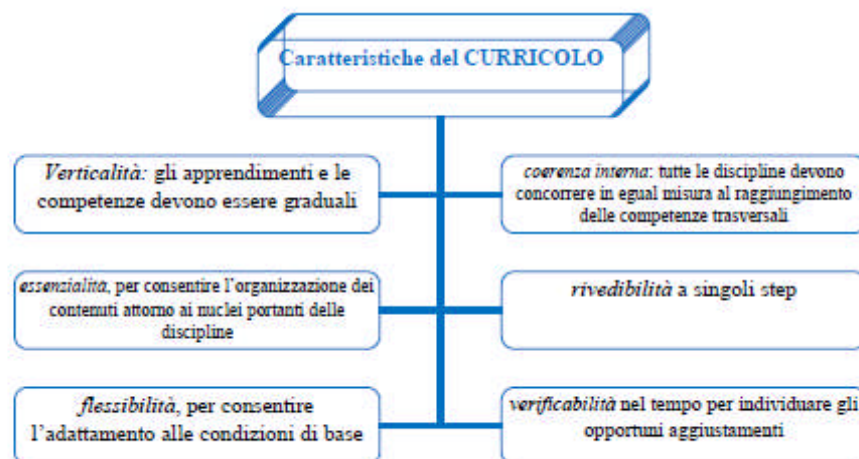 Caratteristiche del CURRICOLO
Verticalità: gli apprendimenti e le
competenze devono essere graduali
coerenza interna: tutte le discipline devono
concorrere in egual misura al raggiungimento
delle competenze trasversali
essenzialità, per consentire l'organizzazione dei
contenuti attorno ai nuclei portanti delle
discipline
rivedibilità a singoli step
flessibilità, per consentire
l'adattamento alle condizioni di base
verificabilità nel tempo per individuare gli
opportuni aggiustamenti